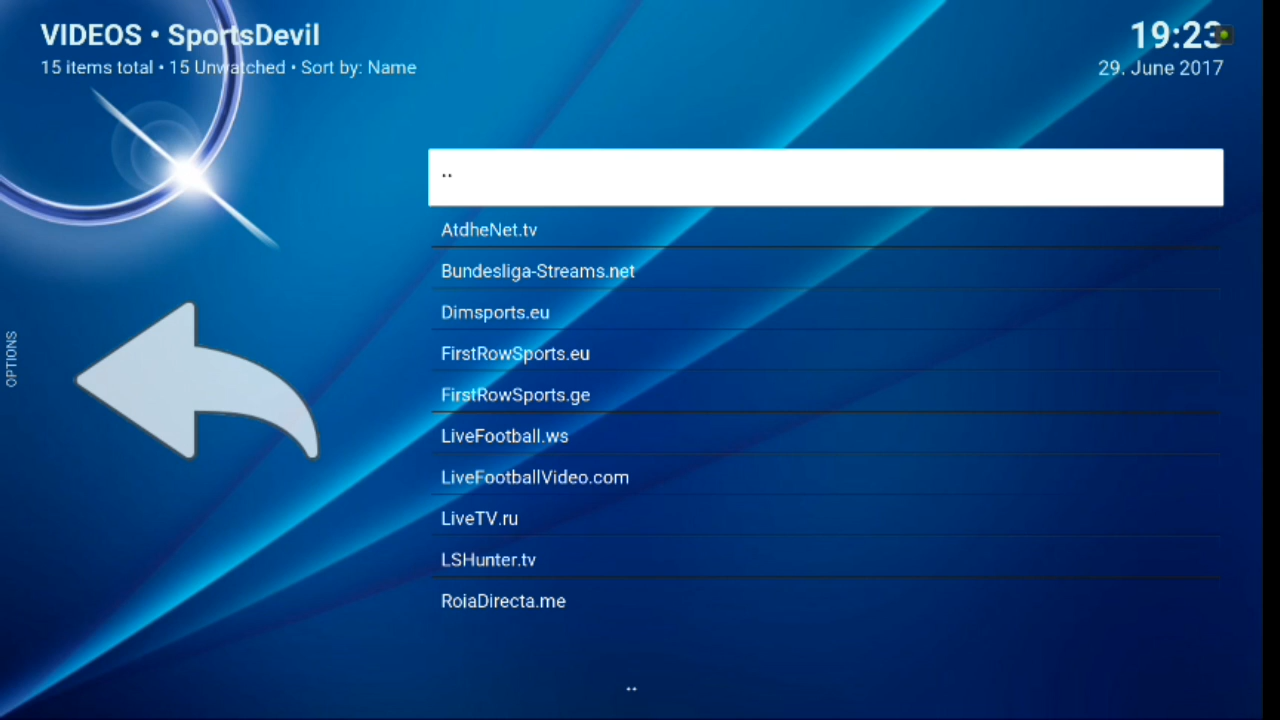 VIDEOS • SportsDevil
15 items total • 15 Unwatched • Sort by: Name
19:23
29. June 2017
..
AtdheNet.tv
Bundesliga-Streams.net
Dimsports.eu
FirstRowSports.eu
FirstRowSports.ge
LiveFootball.ws
LiveFootballVideo.com
LiveTV.ru
LSHunter.tv
RojaDirecta.me
OPTIONS
..